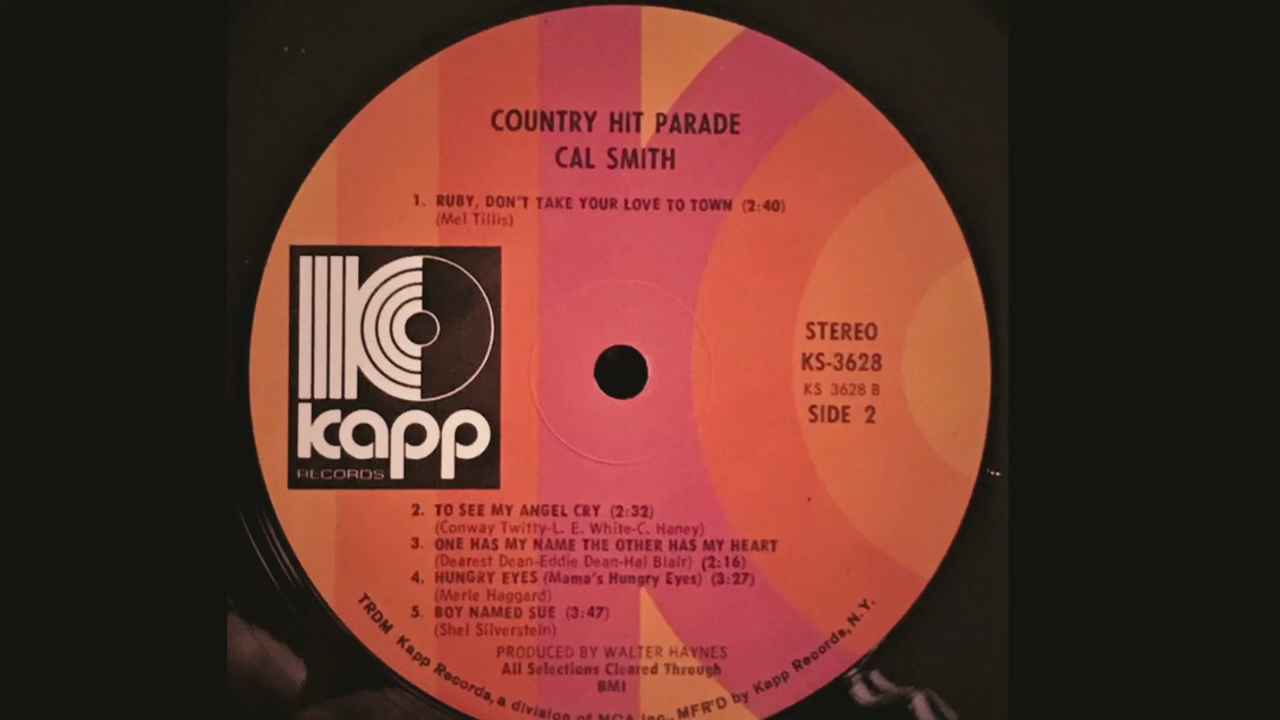 COUNTRY HIT PARADE
CAL SMITH
1. RUBY, DON'T TAKE YOUR LOVE TO TOWN (2:40)
(Mel Tillis)
kapp
RECORDS
STEREO
KS-3628
KS 3628 B
SIDE 2
2. TO SEE MY ANGEL CRY (2:32)
(Conway Twitty-L. E. White-C. Haney)
3. ONE HAS MY NAME THE OTHER HAS MY HEART
(Dearest Dean-Eddie Dean-Hal Blair) (2:16)
4. HUNGRY EYES (Mama's Hungry Eyes) (3:27)
(Merle Haggard)
5. BOY NAMED SUE (3:47)
(Shel Silverstein)
PRODUCED BY WALTER HAYNES
All Selections Cleared Through
BMI
TRDM Kapp Records, a division of MCA Inc., MFR'D by Kapp Records, N.Y.